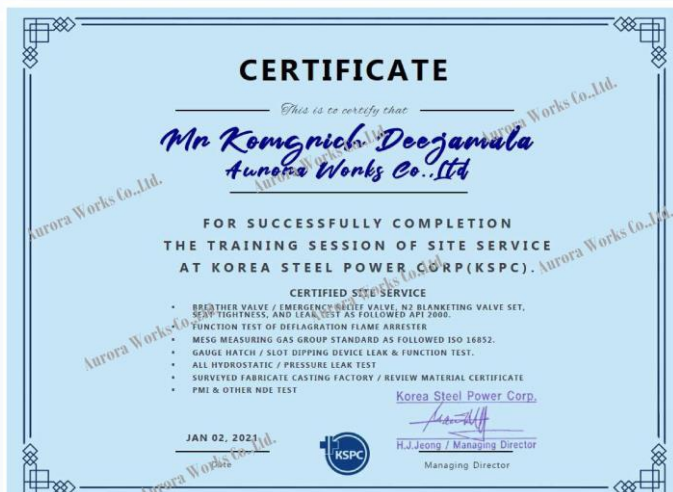 CERTIFICATE
This is to certify that
Mr Komgrich Deejamala
Aurora Works Co.,Ltd
FOR SUCCESSFULLY COMPLETION
THE TRAINING SESSION OF SITE SERVICE
AT KOREA STEEL POWER CORP(KSPC).
CERTIFIED SITE SERVICE
• BREATHER VALVE / EMERGENCY RELIEF VALVE, N2 BLANKETING VALVE SET,
SEAT TIGHTNESS, AND LEAK TEST AS FOLLOWED API 2000.
• FUNCTION TEST OF DEFLAGRATION FLAME ARRESTER
• MESG MEASURING GAS GROUP STANDARD AS FOLLOWED ISO 16852.
• GAUGE HATCH / SLOT DIPPING DEVICE LEAK & FUNCTION TEST.
• ALL HYDROSTATIC / PRESSURE LEAK TEST
• SURVEYED FABRICATE CASTING FACTORY / REVIEW MATERIAL CERTIFICATE
• PMI & OTHER NDE TEST
Korea Steel Power Corp.
H.J.Jeong / Managing Director
JAN 02, 2021
Date
KSPC
Managing Director
Aurora Works Co.,Ltd.
Aurora Works Co.,Ltd.
Aurora Works Co.,Ltd.
Aurora Works Co.,Ltd.
Aurora Works Co.,Ltd.
Aurora Works Co.,Ltd.
Aurora Works Co.,Ltd.